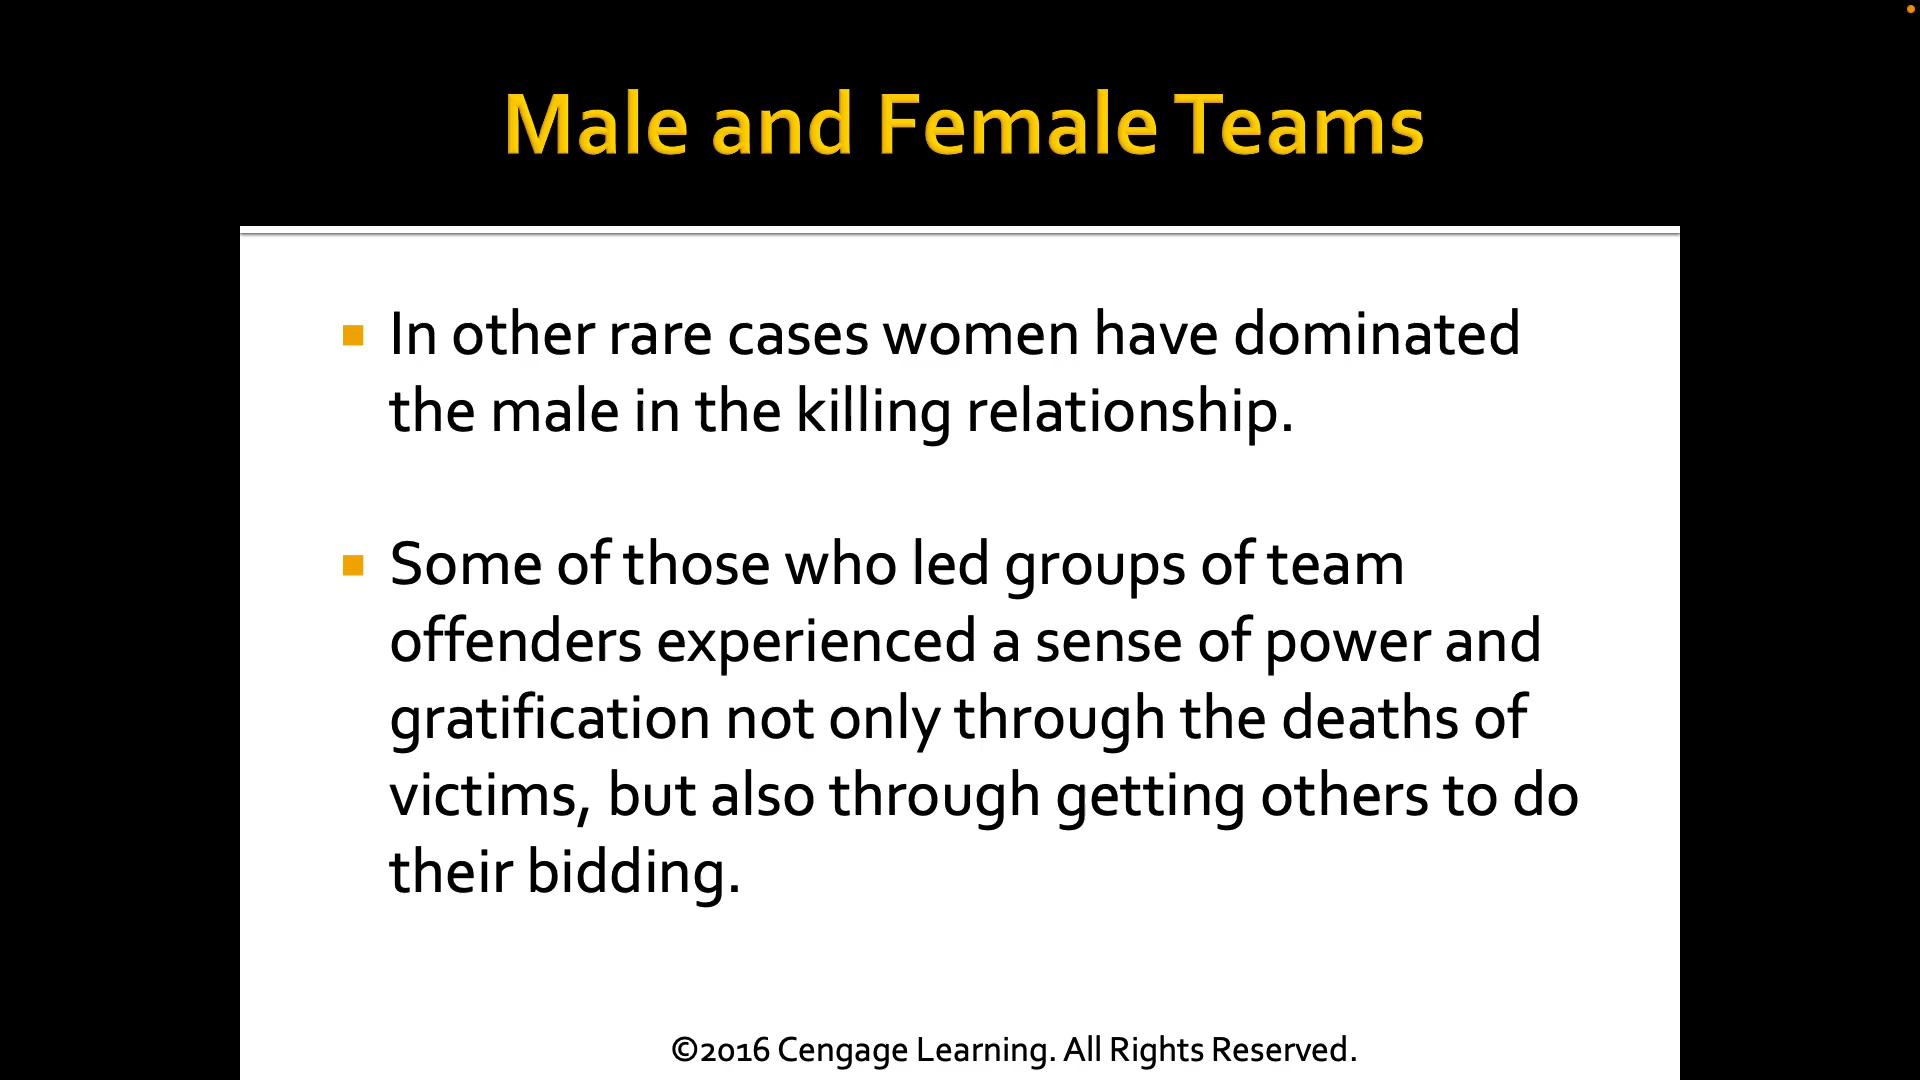 Male and Female Teams
In other rare cases women have dominated
the male in the killing relationship.
Some of those who led groups of team
offenders experienced a sense of power and
gratification not only through the deaths of
victims, but also through getting others to do
their bidding.
©2016 Cengage Learning. All Rights Reserved.